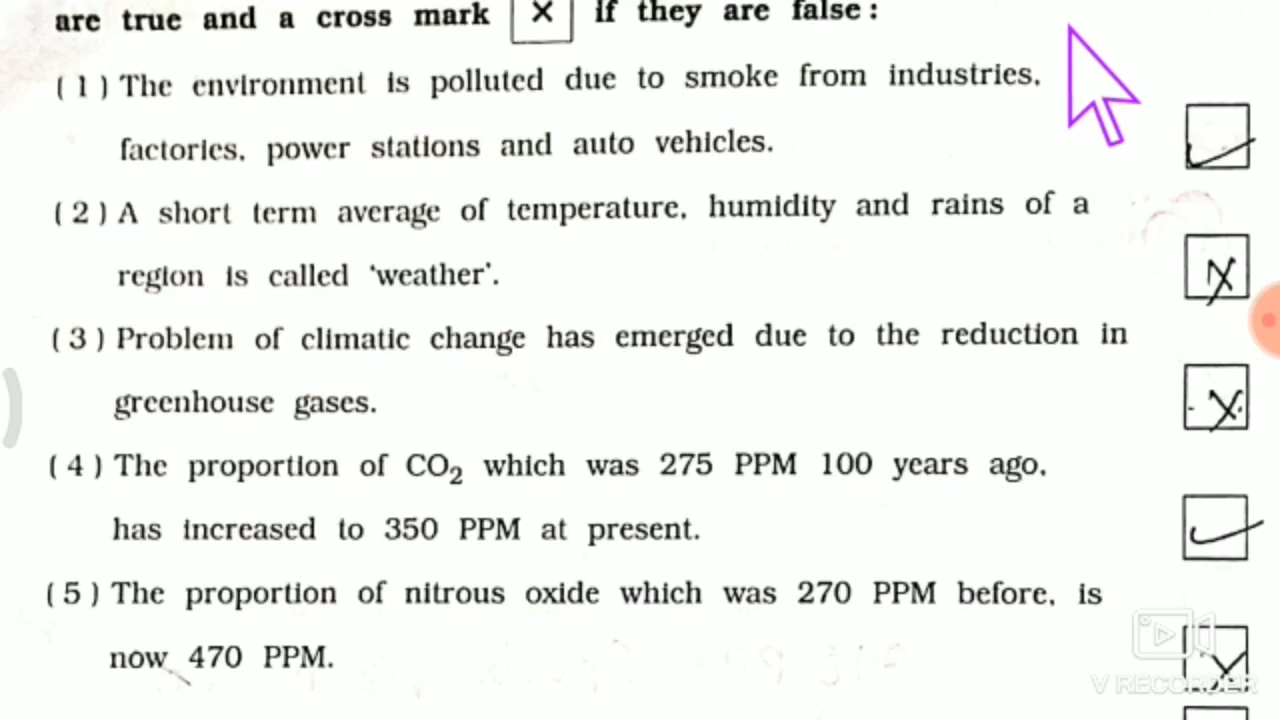 are true and a cross mark × if they are false :
( 1 ) The environment is polluted due to smoke from industries,
factories, power stations and auto vehicles.
( 2 ) A short term average of temperature, humidity and rains of a
region is called ‘weather’.
( 3 ) Problem of climatic change has emerged due to the reduction in
greenhouse gases.
( 4 ) The proportion of CO₂ which was 275 PPM 100 years ago,
has increased to 350 PPM at present.
( 5 ) The proportion of nitrous oxide which was 270 PPM before, is
now 470 PPM.
V RECORDER